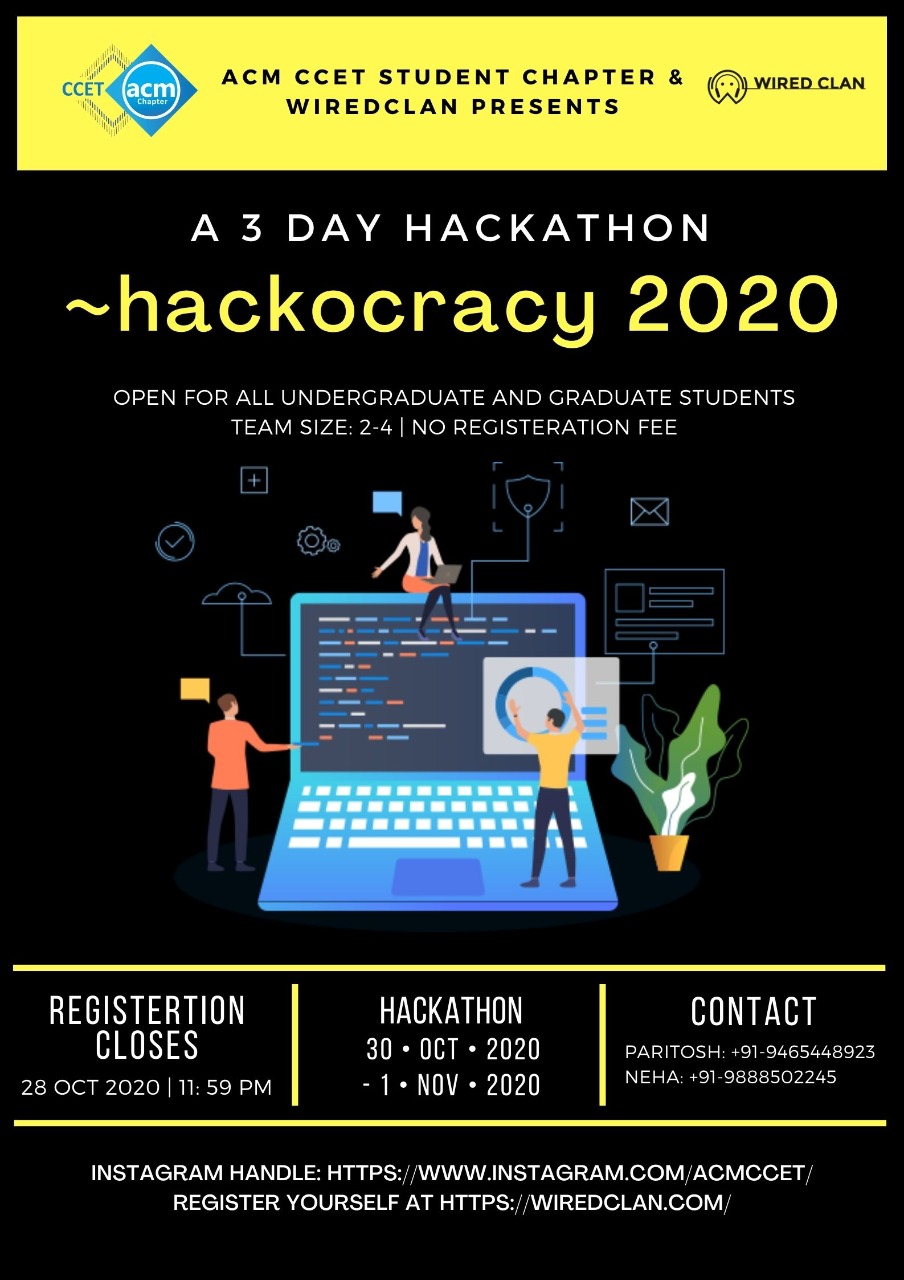 CCET acm
Chapter
ACM CCET STUDENT CHAPTER &
WIREDCLAN PRESENTS
WIRED CLAN
A 3 DAY HACKATHON
~hackocracy 2020
OPEN FOR ALL UNDERGRADUATE AND GRADUATE STUDENTS
TEAM SIZE: 2-4 | NO REGISTERATION FEE
REGISTERTION
CLOSES
28 OCT 2020 | 11: 59 PM
HACKATHON
30 • OCT • 2020
- 1 • NOV • 2020
CONTACT
PARITOSH: +91-9465448923
NEHA: +91-9888502245
INSTAGRAM HANDLE: HTTPS://WWW.INSTAGRAM.COM/ACMCCET/
REGISTER YOURSELF AT HTTPS://WIREDCLAN.COM/